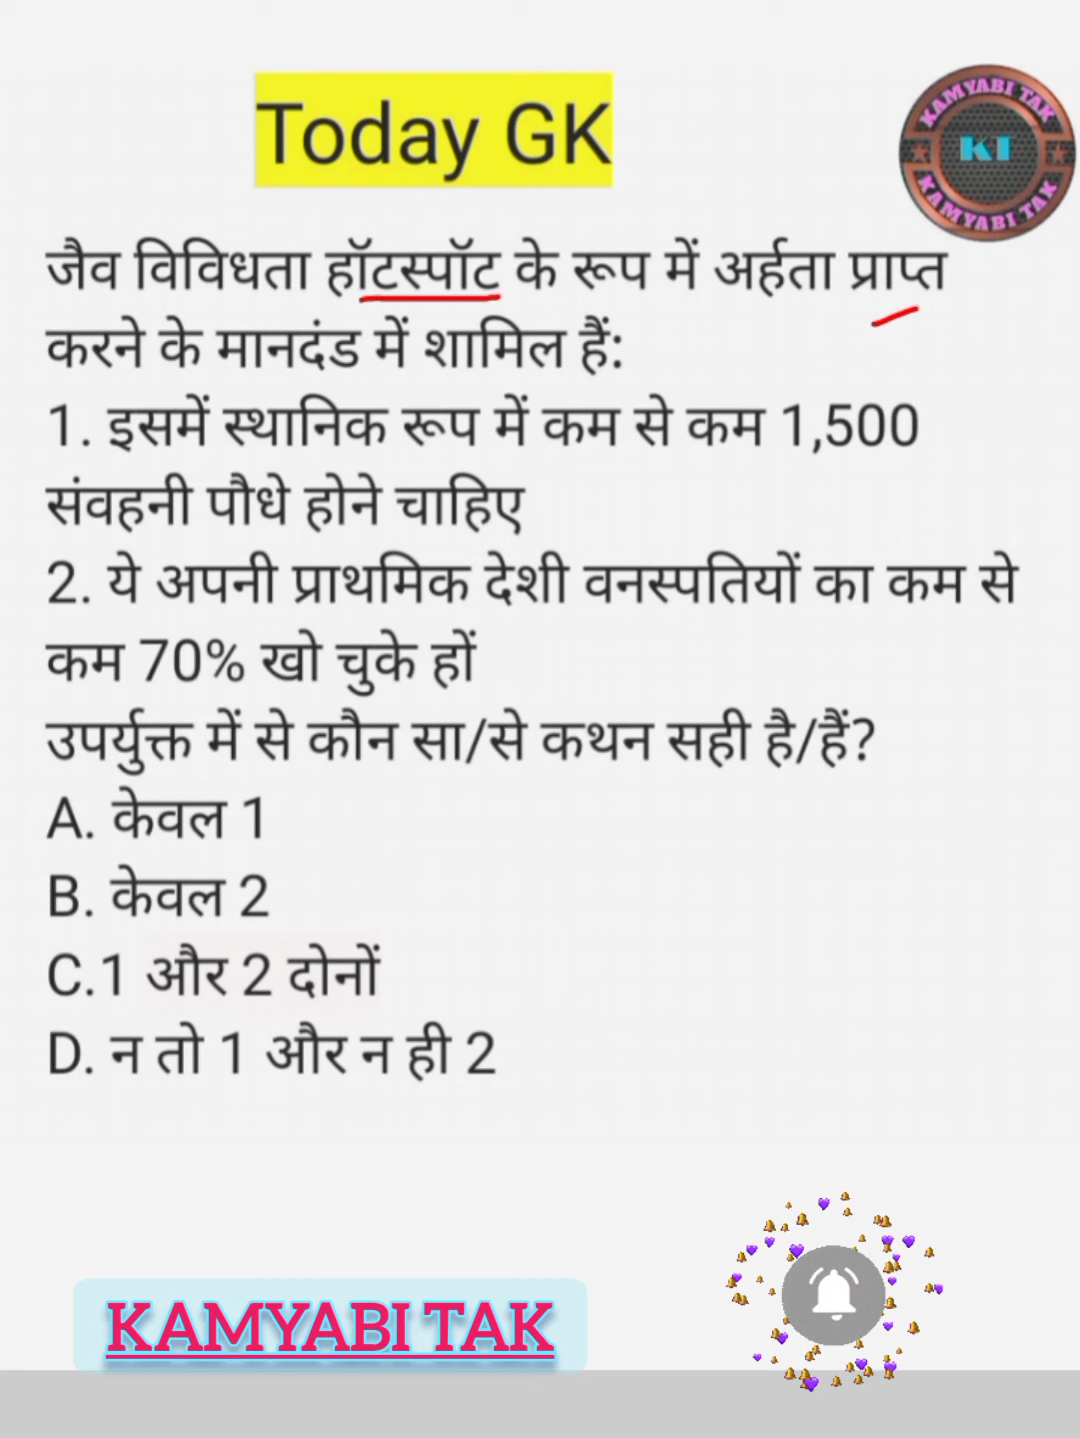 Today GK
KAMYABI TAK
KI
KAMYABI TAK
जैव विविधता हॉटस्पॉट के रूप में अर्हता प्राप्त
करने के मानदंड में शामिल हैं:
1. इसमें स्थानिक रूप में कम से कम 1,500
संवहनी पौधे होने चाहिए
2. ये अपनी प्राथमिक देशी वनस्पतियों का कम से
कम 70% खो चुके हों
उपर्युक्त में से कौन सा/से कथन सही है/हैं?
A. केवल 1
B. केवल 2
C.1 और 2 दोनों
D. न तो 1 और न ही 2
KAMYABI TAK